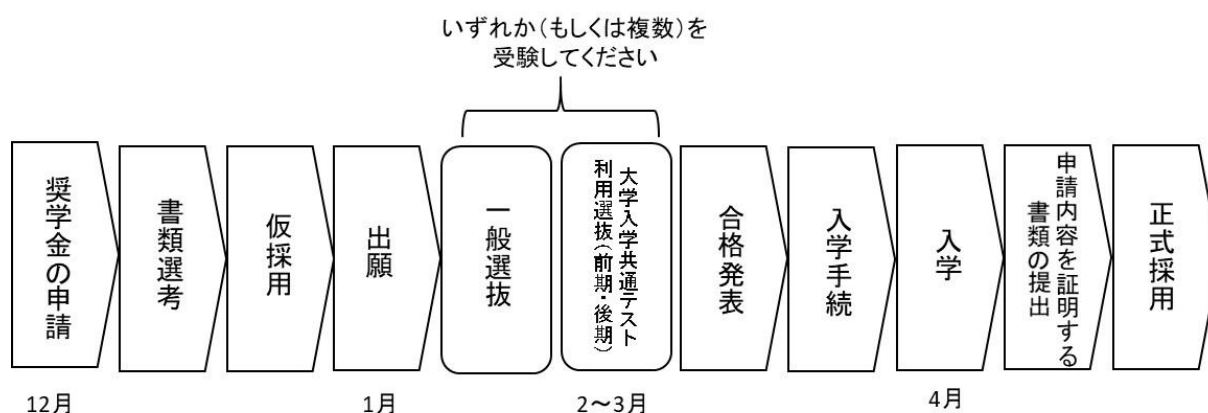 いずれか(もしくは複数)を
受験してください
奨学金の申請
書類選考
仮採用
出願
一般選抜
大学入学共通テスト
利用選抜(前期・後期)
合格発表
入学手続
入学
申請内容を証明する
書類の提出
正式採用
12月
1月
2～3月
4月